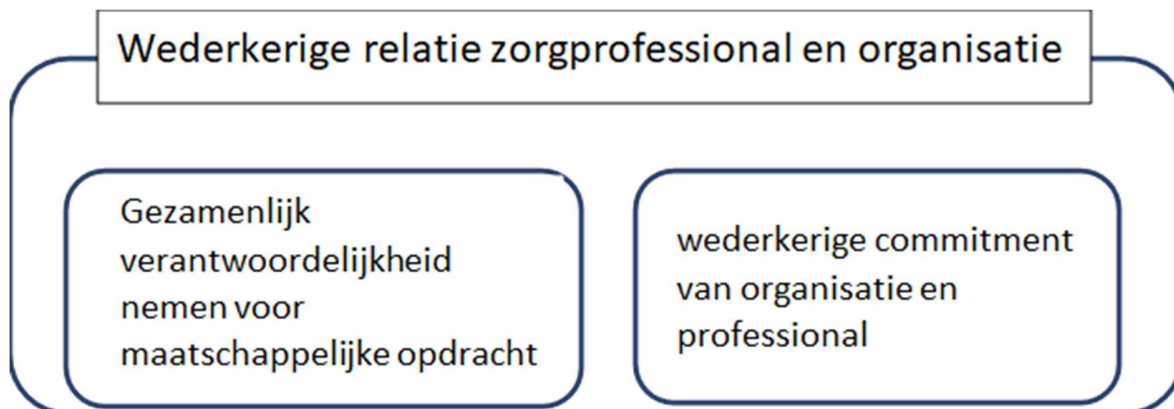 Wederkerige relatie zorgprofessional en organisatie
Gezamenlijk
verantwoordelijkheid
nemen voor
maatschappelijke opdracht
wederkerige commitment
van organisatie en
professional